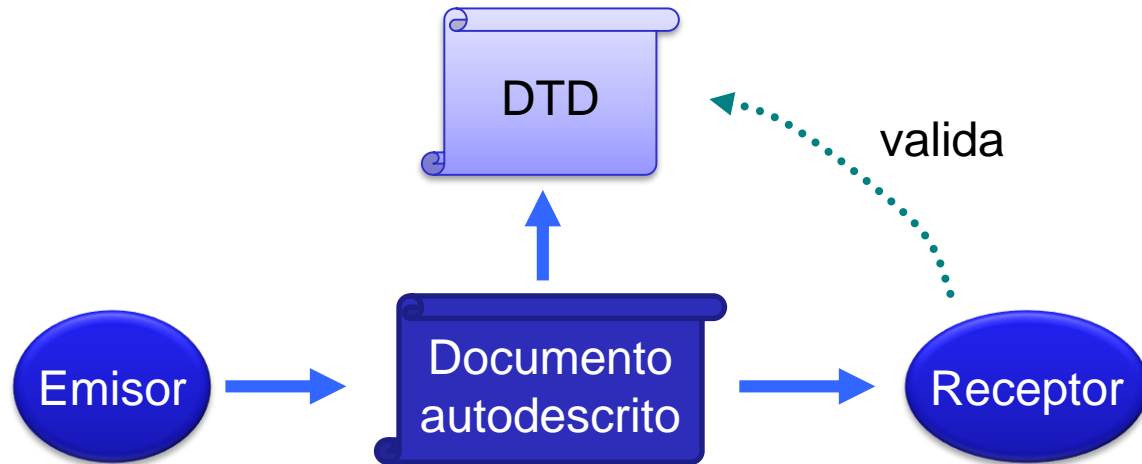 DTD
valida
Emisor
Documento
autodescrito
Receptor